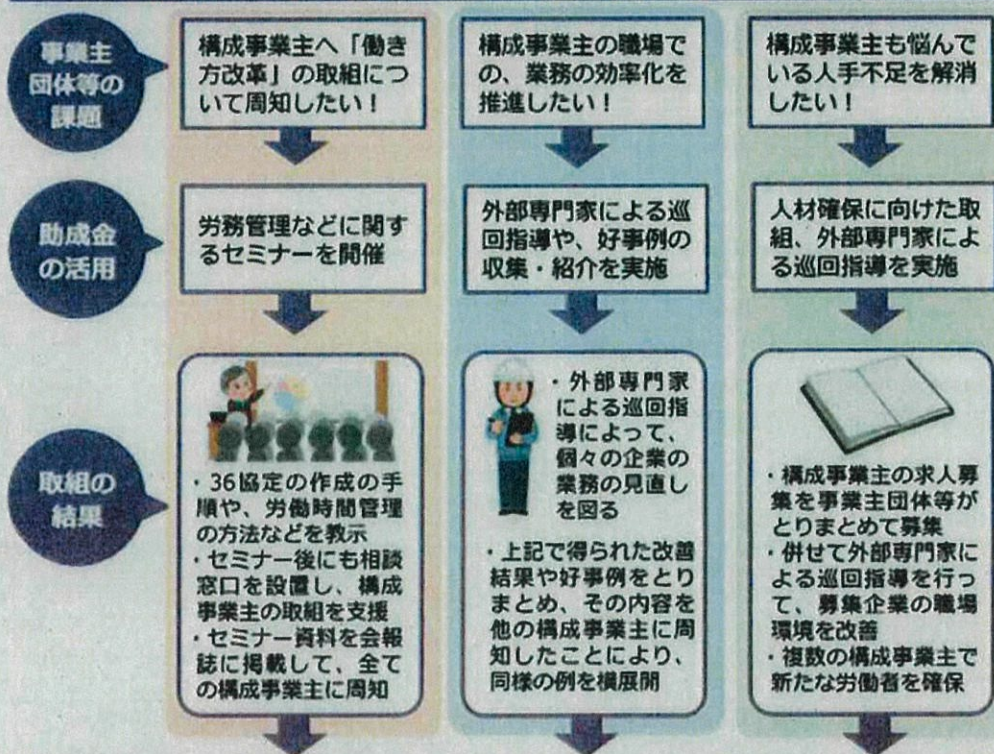 事業主
団体等の
課題
構成事業主へ「働き
方改革」の取組につ
いて周知したい！
構成事業主の職場で
の、業務の効率化を
推進したい！
構成事業主も悩んで
いる人手不足を解消
したい！
助成金
の活用
労務管理などに関す
るセミナーを開催
外部専門家による巡
回指導や、好事例の
収集・紹介を実施
人材確保に向けた取
組、外部専門家によ
る巡回指導を実施
取組の
結果
・36協定の作成の手
順や、労働時間管理
の方法などを教示
・セミナー後にも相談
窓口を設置し、構成
事業主の取組を支援
・セミナー資料を会報
誌に掲載して、全て
の構成事業主に周知
・外部専門家
による巡回指
導によって、
個々の企業の
業務の見直し
を図る
・上記で得られた改善
結果や好事例をとり
まとめ、その内容を
他の構成事業主に周
知したことにより、
同様の例を横展開
・構成事業主の求人募
集を事業主団体等が
とりまとめて募集
・併せて外部専門家に
よる巡回指導を行っ
て、募集企業の職場
環境を改善
・複数の構成事業主で
新たな労働者を確保